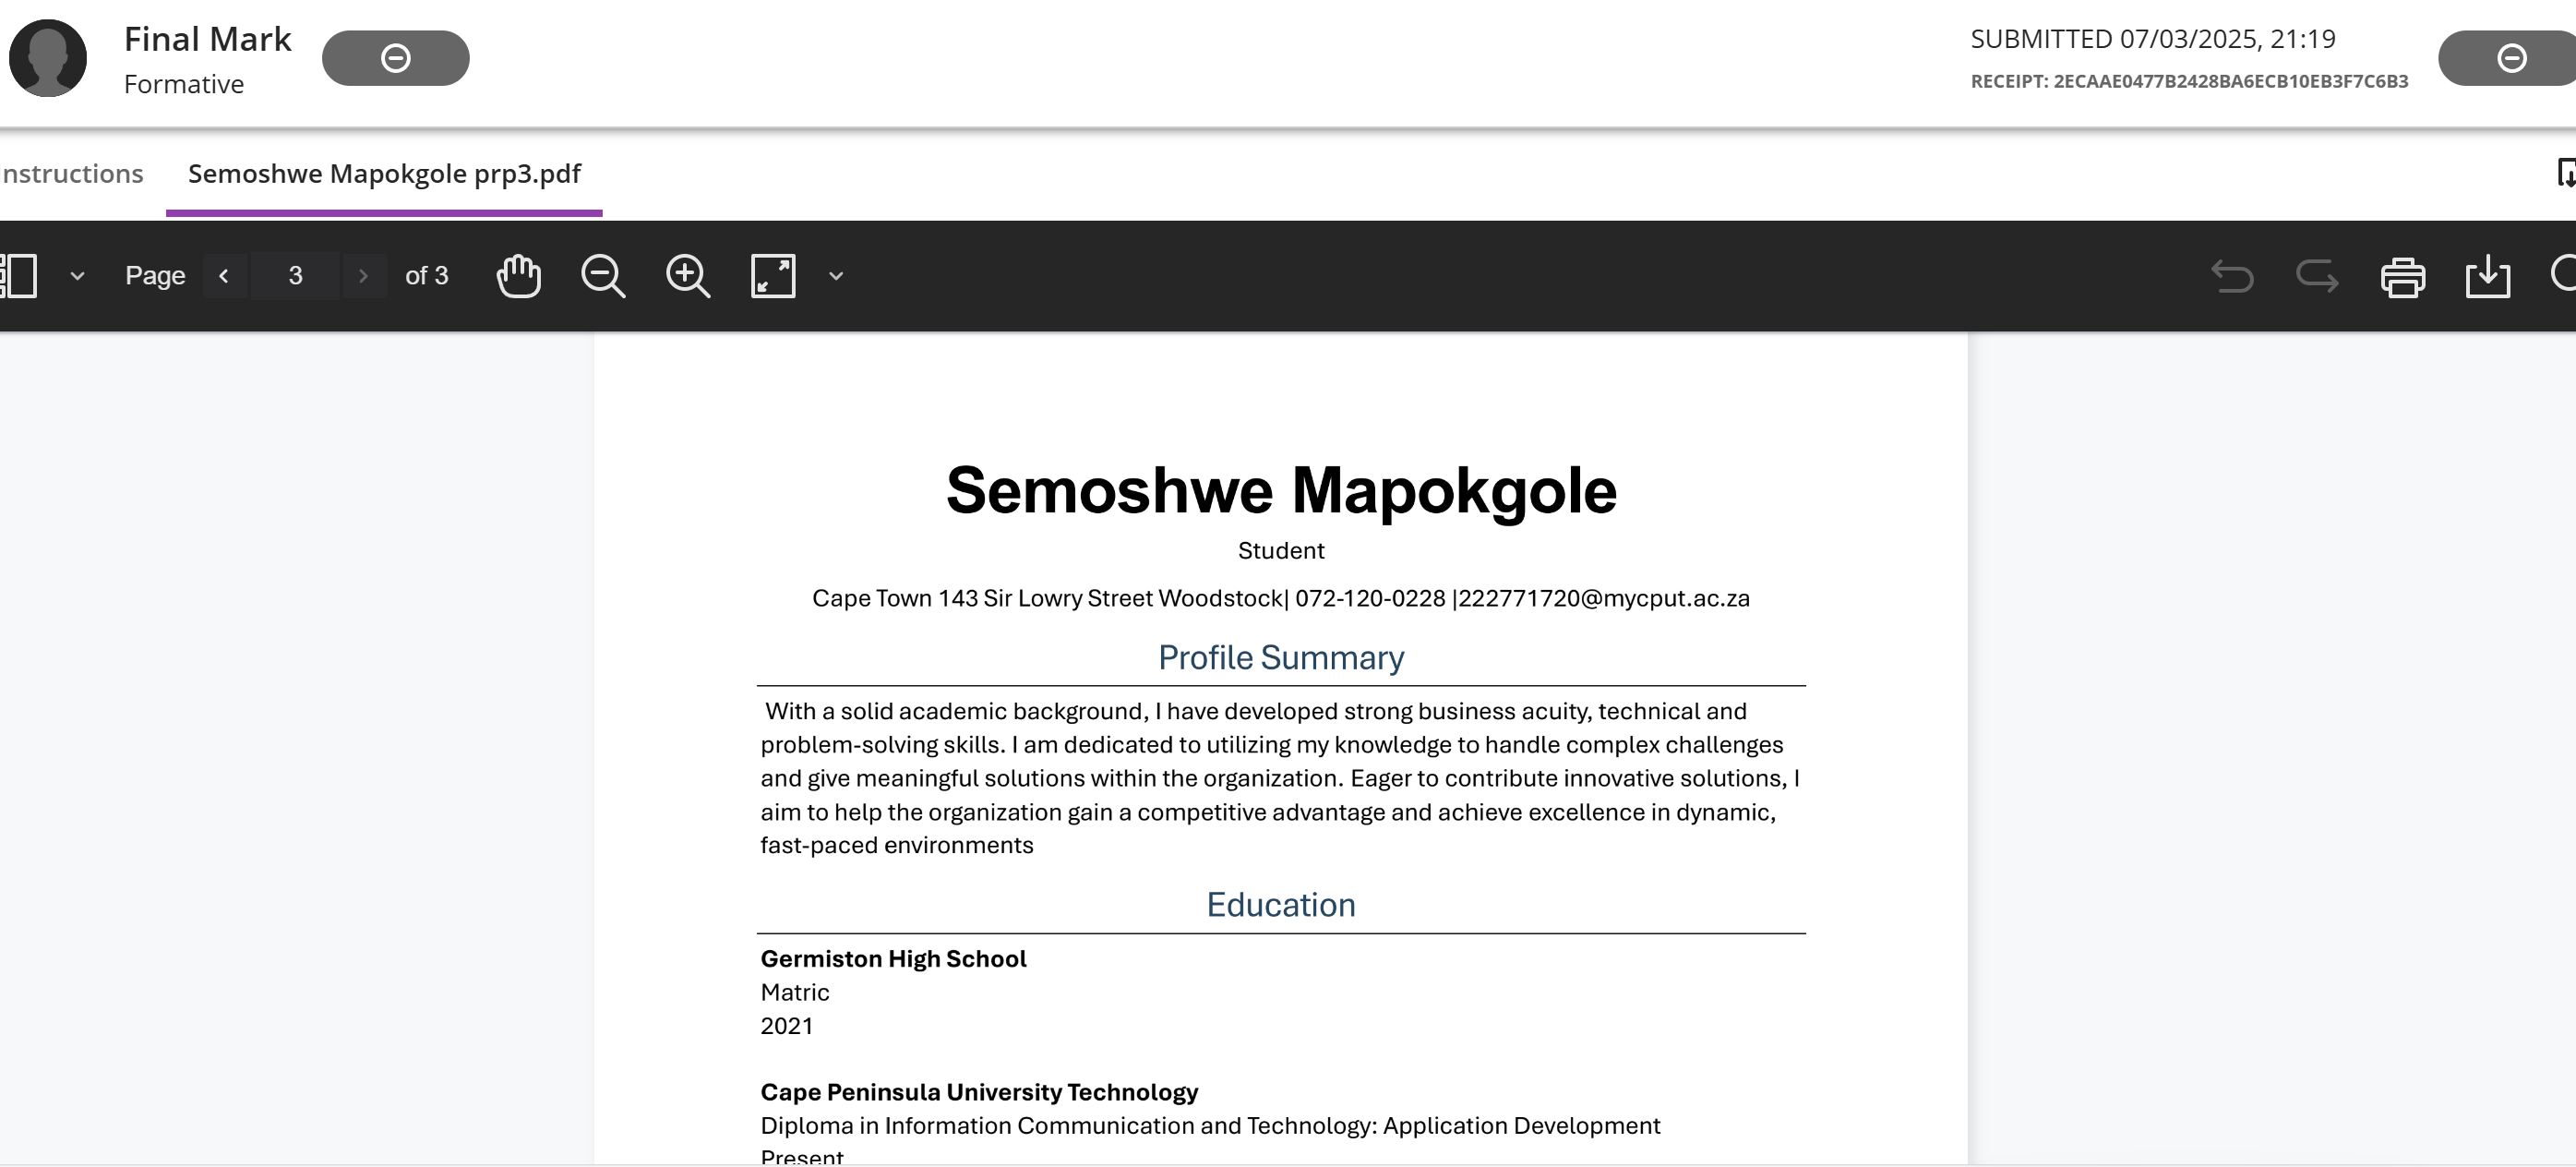 Final Mark
Formative
SUBMITTED 07/03/2025, 21:19
RECEIPT: 2ECAAE0477B2428BA6ECB10EB3F7C6B3
nstructions
Semoshwe Mapokgole prp3.pdf
Page 3 of 3
Semoshwe Mapokgole
Student
Cape Town 143 Sir Lowry Street Woodstock| 072-120-0228 |222771720@mycput.ac.za
Profile Summary
With a solid academic background, I have developed strong business acuity, technical and
problem-solving skills. I am dedicated to utilizing my knowledge to handle complex challenges
and give meaningful solutions within the organization. Eager to contribute innovative solutions, I
aim to help the organization gain a competitive advantage and achieve excellence in dynamic,
fast-paced environments
Education
Germiston High School
Matric
2021
Cape Peninsula University Technology
Diploma in Information Communication and Technology: Application Development
Present